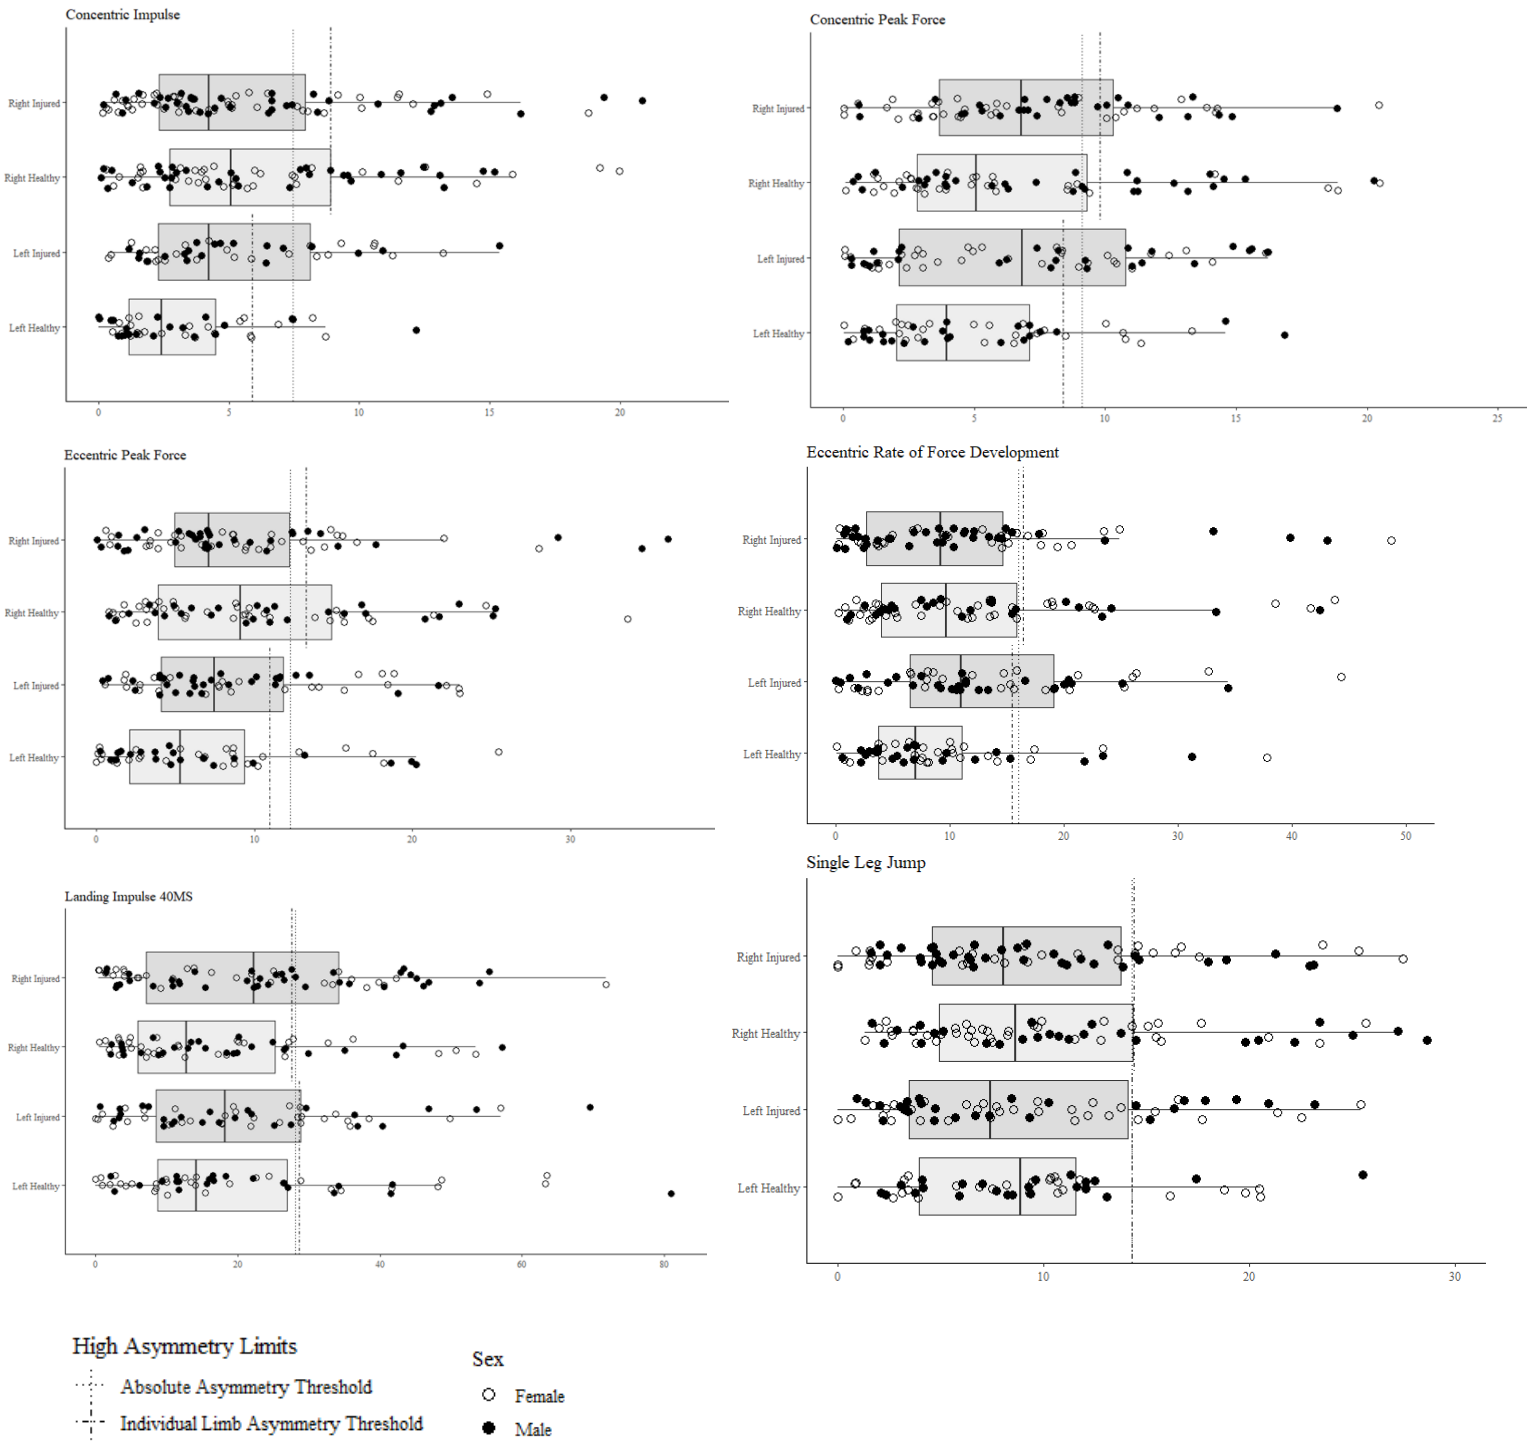 Concentric Impulse
Right Injured
Right Healthy
Left Injured
Left Healthy
0 5 10 15 20
Concentric Peak Force
Right Injured
Right Healthy
Left Injured
Left Healthy
0 5 10 15 20 25
Eccentric Peak Force
Right Injured
Right Healthy
Left Injured
Left Healthy
0 10 20 30
Eccentric Rate of Force Development
Right Injured
Right Healthy
Left Injured
Left Healthy
0 10 20 30 40 50
Landing Impulse 40MS
Right Injured
Right Healthy
Left Injured
Left Healthy
0 20 40 60 80
Single Leg Jump
Right Injured
Right Healthy
Left Injured
Left Healthy
0 10 20 30
High Asymmetry Limits
Absolute Asymmetry Threshold
Individual Limb Asymmetry Threshold
Sex
Female
Male